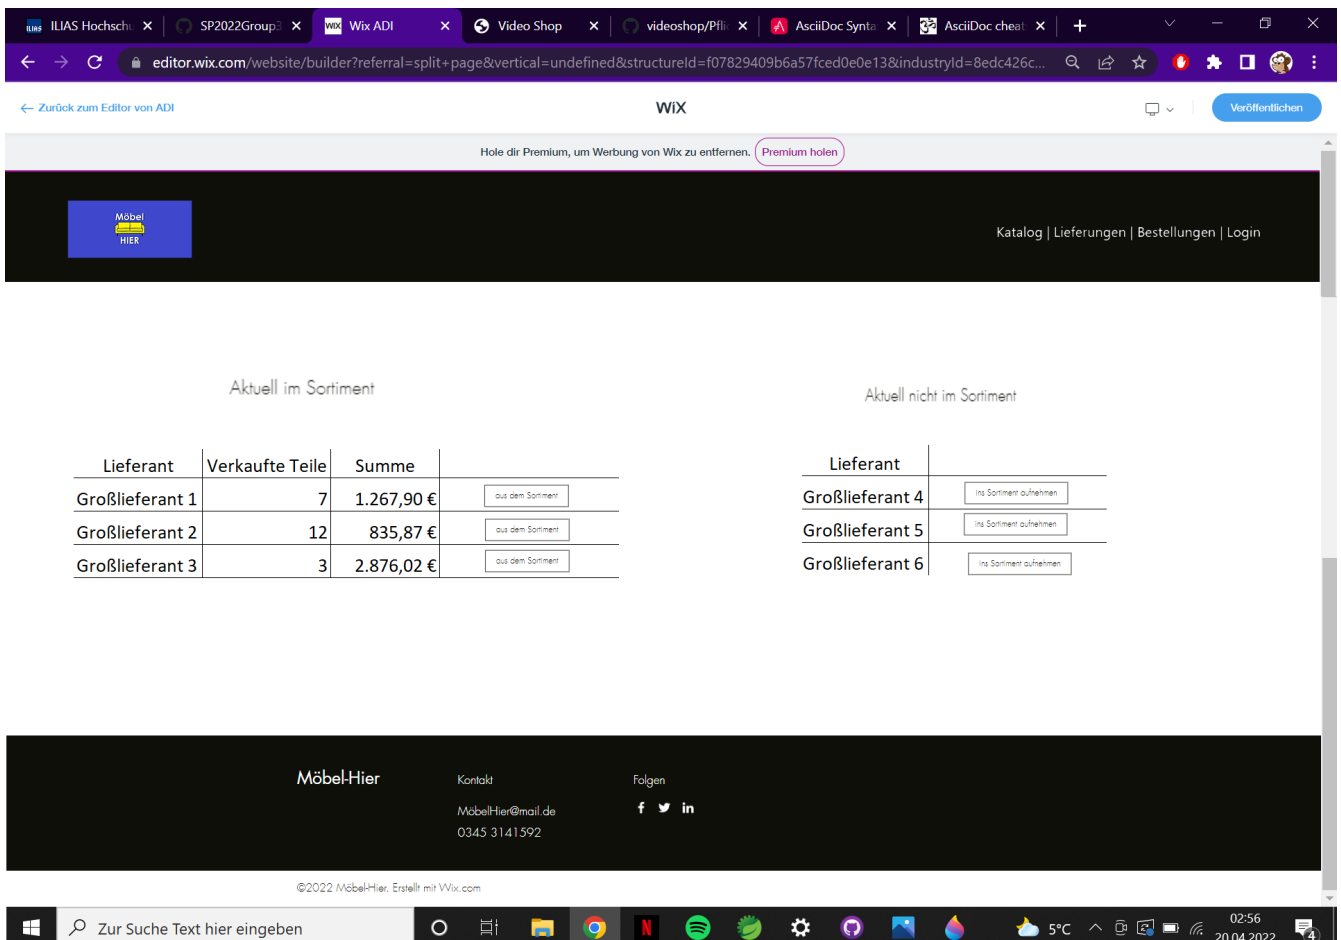 ILIAS Hochschu
SP2022Group3
WIX Wix ADI
Video Shop
videoshop/Pfli
AsciiDoc Synta
AsciiDoc cheat
editor.wix.com/website/builder?referral=split+page&vertical=undefined&structureId=f07829409b6a57fced0e0e13&industryId=8edc426c...
← Zurück zum Editor von ADI
WiX
Veröffentlichen
Hole dir Premium, um Werbung von Wix zu entfernen. Premium holen
Möbel
HIER
Katalog | Lieferungen | Bestellungen | Login
Aktuell im Sortiment
Lieferant Verkaufte Teile Summe
Großlieferant 1 7 1.267,90 € aus dem Sortiment
Großlieferant 2 12 835,87 € aus dem Sortiment
Großlieferant 3 3 2.876,02 € aus dem Sortiment
Aktuell nicht im Sortiment
Lieferant
Großlieferant 4 Ins Sortiment aufnehmen
Großlieferant 5 Ins Sortiment aufnehmen
Großlieferant 6 Ins Sortiment aufnehmen
Möbel-Hier
Kontakt
MöbelHier@mail.de
0345 3141592
Folgen
©2022 Möbel-Hier. Erstellt mit Wix.com
Zur Suche Text hier eingeben
5°C
02:56
20.04.2022
4